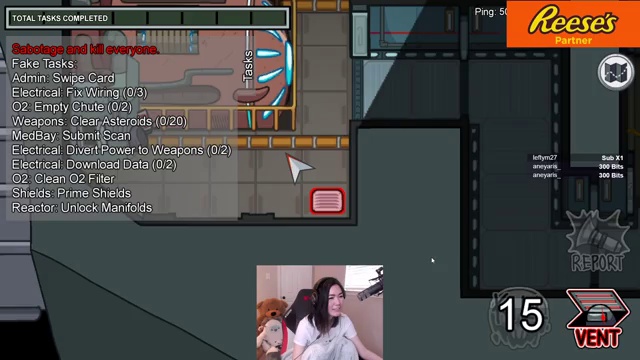 TOTAL TASKS COMPLETED
Ping: 50
Reese's
Partner
Sabotage and kill everyone.
Fake Tasks:
Admin: Swipe Card
Electrical: Fix Wiring (0/3)
O2: Empty Chute (0/2)
Weapons: Clear Asteroids (0/20)
MedBay: Submit Scan
Electrical: Divert Power to Weapons (0/2)
Electrical: Download Data (0/2)
O2: Clean O2 Filter
Shields: Prime Shields
Reactor: Unlock Manifolds
Tasks
leftym27 Sub X1
aneyaris_ 300 Bits
aneyaris_ 300 Bits
REPORT
15
VENT